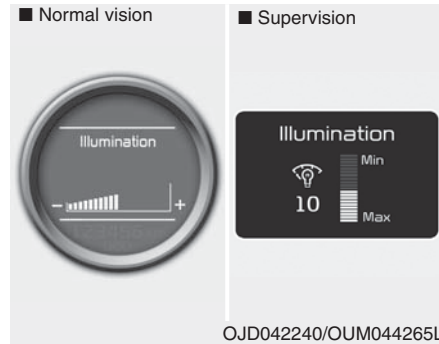 ■ Normal vision
■ Supervision
Illumination
– +
Illumination
Min
10
Max
OJD042240/OUM044265L